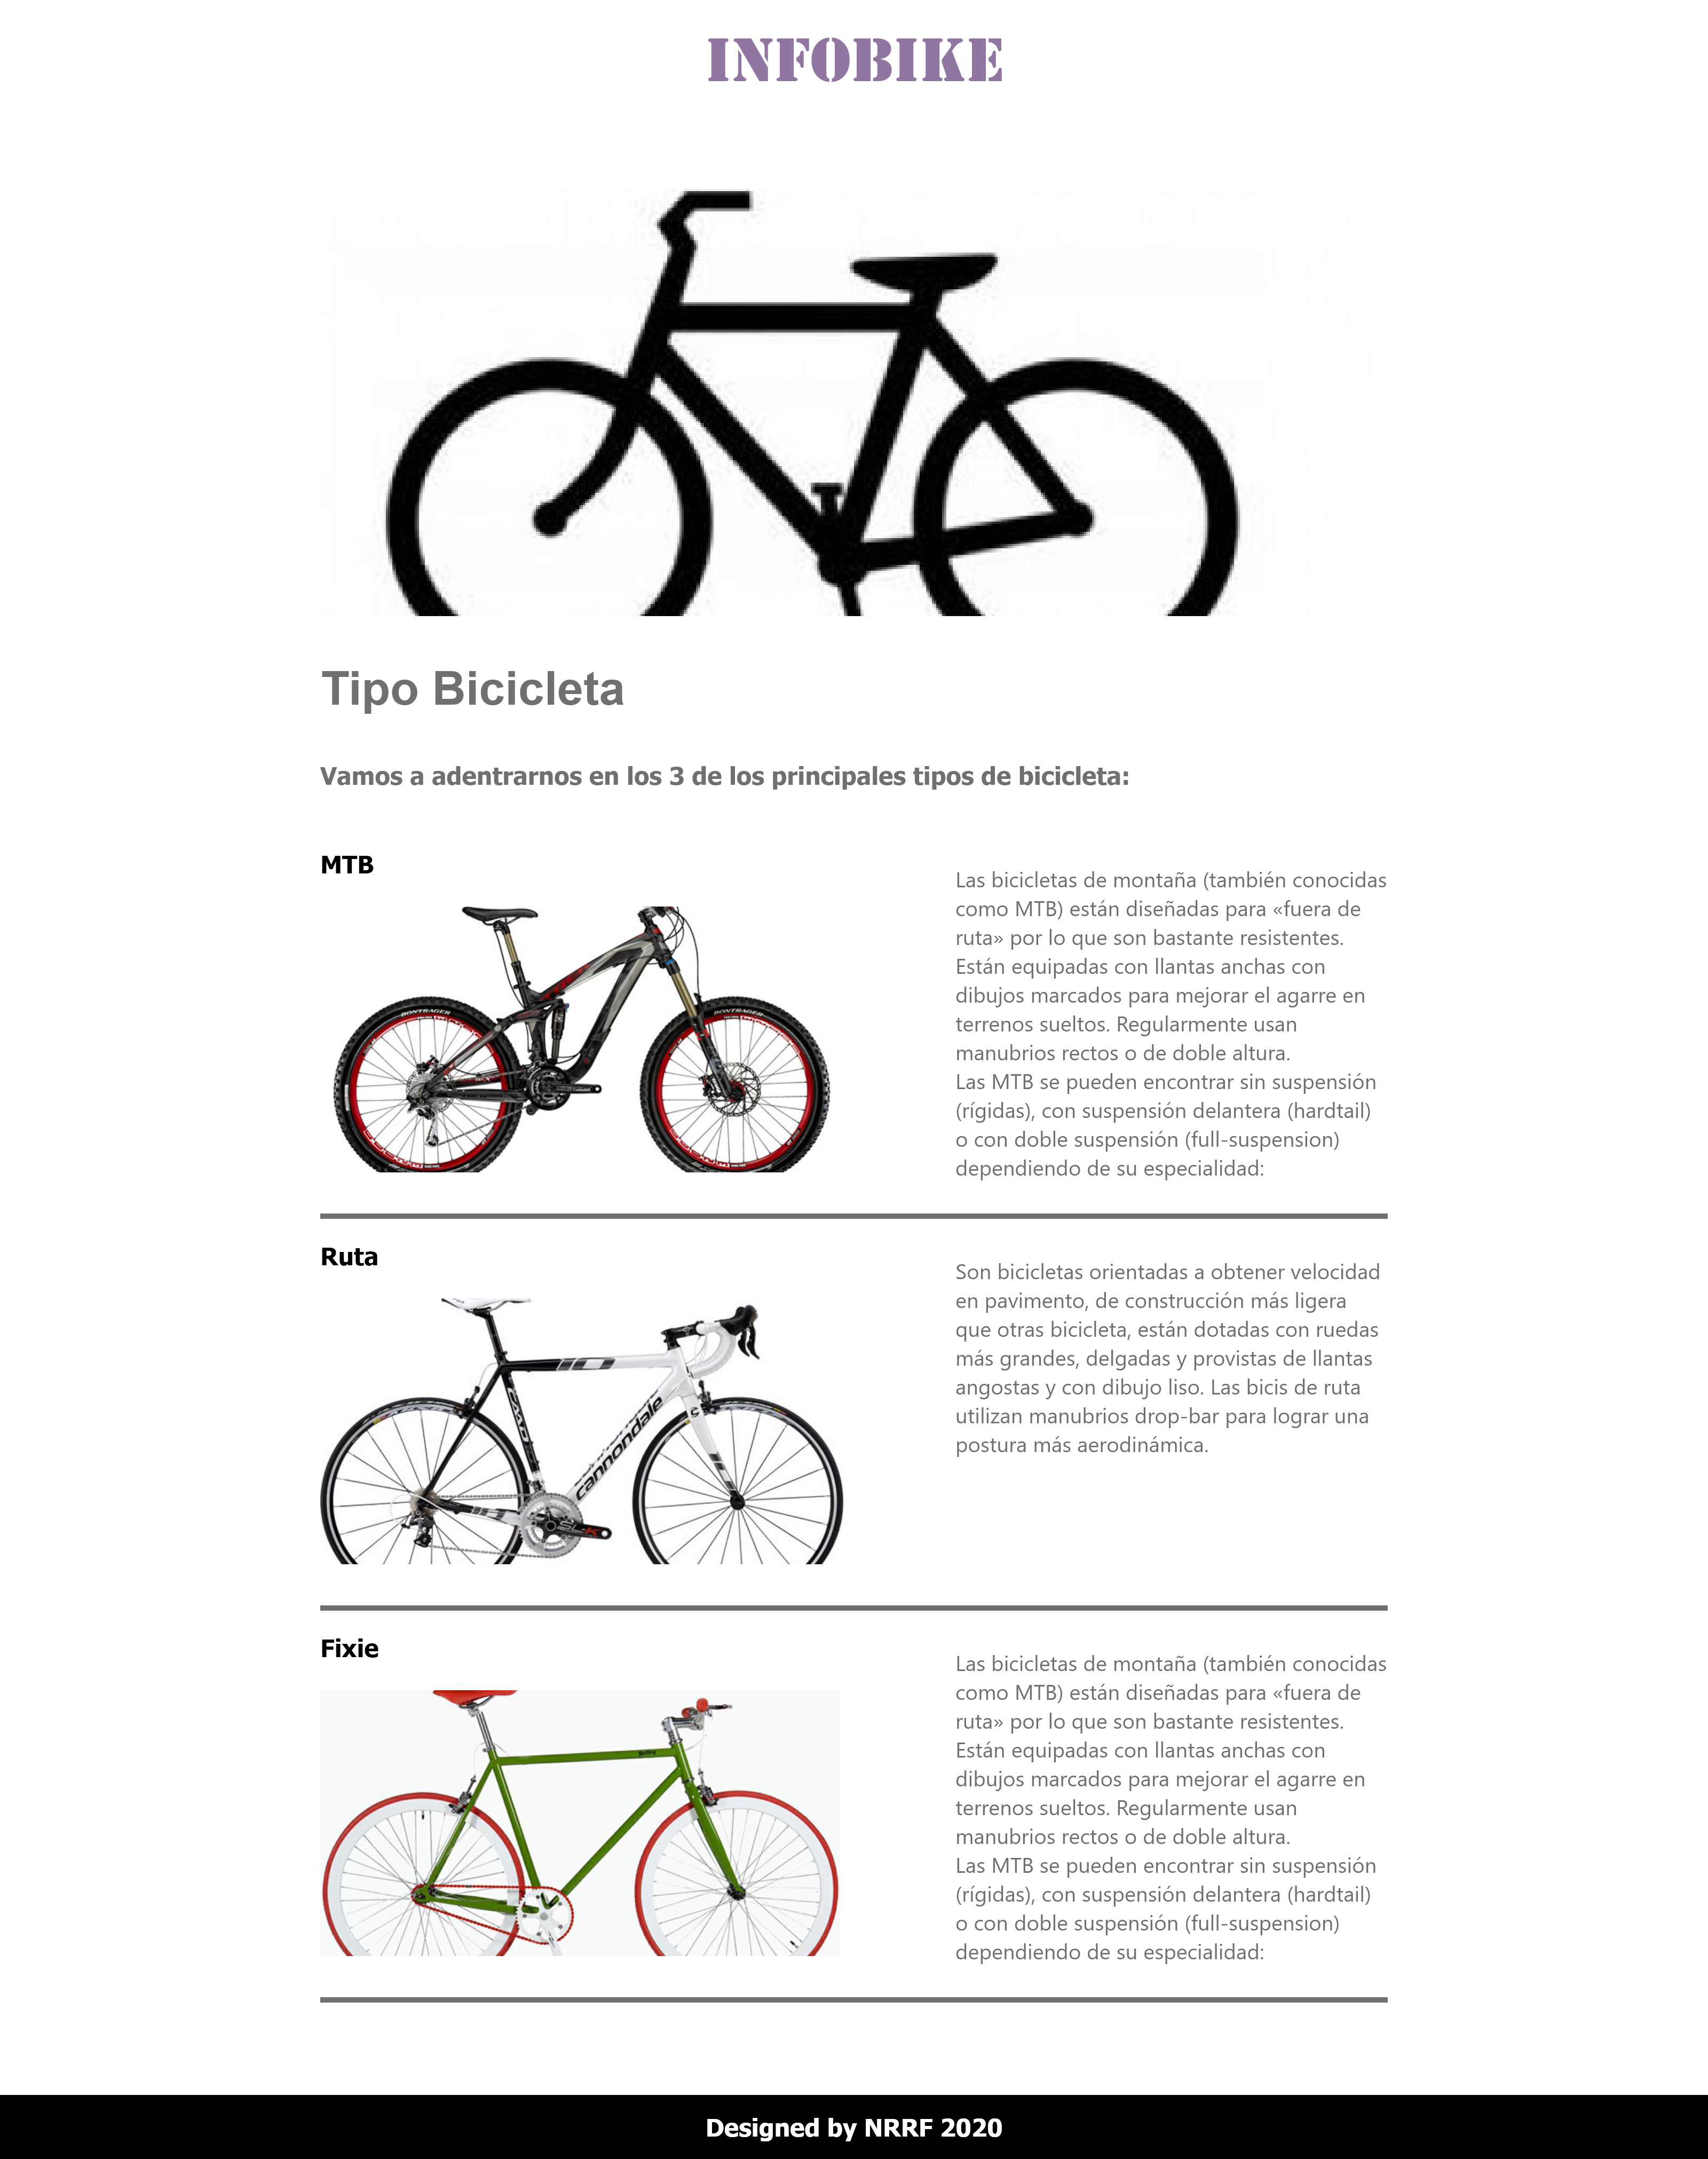 INFOBIKE
Tipo Bicicleta
Vamos a adentrarnos en los 3 de los principales tipos de bicicleta:
MTB
Las bicicletas de montaña (también conocidas
como MTB) están diseñadas para «fuera de
ruta» por lo que son bastante resistentes.
Están equipadas con llantas anchas con
dibujos marcados para mejorar el agarre en
terrenos sueltos. Regularmente usan
manubrios rectos o de doble altura.
Las MTB se pueden encontrar sin suspensión
(rígidas), con suspensión delantera (hardtail)
o con doble suspensión (full-suspension)
dependiendo de su especialidad:
BONTRAGER
BONTRAGER
Ruta
Son bicicletas orientadas a obtener velocidad
en pavimento, de construcción más ligera
que otras bicicleta, están dotadas con ruedas
más grandes, delgadas y provistas de llantas
angostas y con dibujo liso. Las bicis de ruta
utilizan manubrios drop-bar para lograr una
postura más aerodinámica.
cannondale
SL-K
Fixie
Las bicicletas de montaña (también conocidas
como MTB) están diseñadas para «fuera de
ruta» por lo que son bastante resistentes.
Están equipadas con llantas anchas con
dibujos marcados para mejorar el agarre en
terrenos sueltos. Regularmente usan
manubrios rectos o de doble altura.
Las MTB se pueden encontrar sin suspensión
(rígidas), con suspensión delantera (hardtail)
o con doble suspensión (full-suspension)
dependiendo de su especialidad:
Designed by NRRF 2020